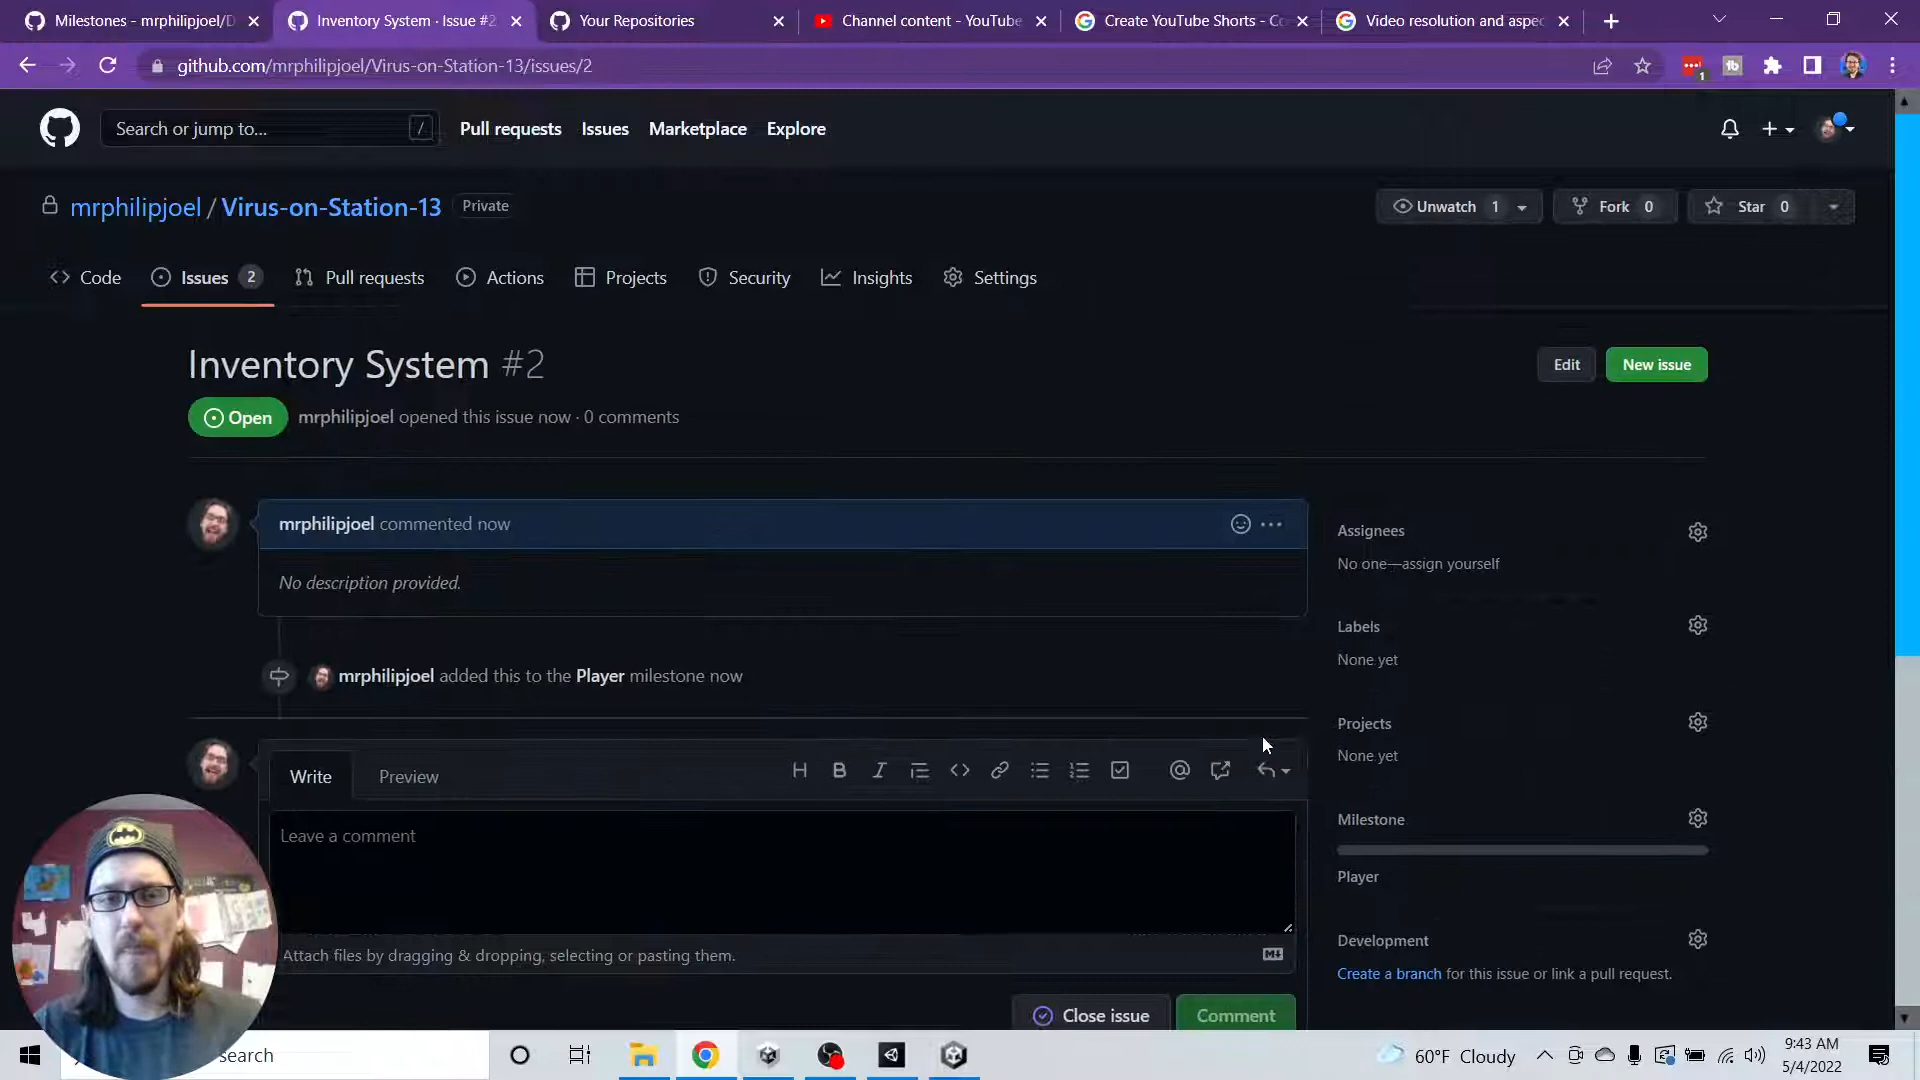 Milestones - mrphilipjoel/D
Inventory System · Issue #2
Your Repositories
Channel content - YouTube
Create YouTube Shorts - Co
Video resolution and aspec
github.com/mrphilipjoel/Virus-on-Station-13/issues/2
1
Search or jump to...
/
Pull requests
Issues
Marketplace
Explore
mrphilipjoel / Virus-on-Station-13
Private
Unwatch 1
Fork 0
Star 0
Code
Issues 2
Pull requests
Actions
Projects
Security
Insights
Settings
Inventory System #2
Edit
New issue
Open
mrphilipjoel opened this issue now · 0 comments
mrphilipjoel commented now
No description provided.
mrphilipjoel added this to the Player milestone now
Write
Preview
Leave a comment
Attach files by dragging & dropping, selecting or pasting them.
Close issue
Comment
Assignees
No one—assign yourself
Labels
None yet
Projects
None yet
Milestone
Player
Development
Create a branch for this issue or link a pull request.
search
60°F Cloudy
9:43 AM
5/4/2022